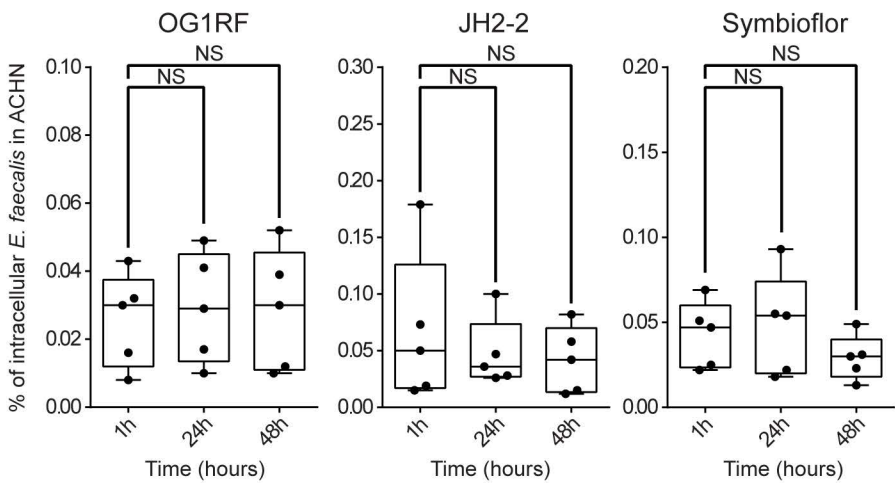 OG1RF
JH2-2
Symbioflor
% of intracellular E. faecalis in ACHN
0.10
0.08
0.06
0.04
0.02
0.00
NS
NS
1h
24h
48h
Time (hours)
0.30
0.25
0.20
0.15
0.10
0.05
0.00
NS
NS
1h
24h
48h
Time (hours)
0.20
0.15
0.10
0.05
0.00
NS
NS
1h
24h
48h
Time (hours)